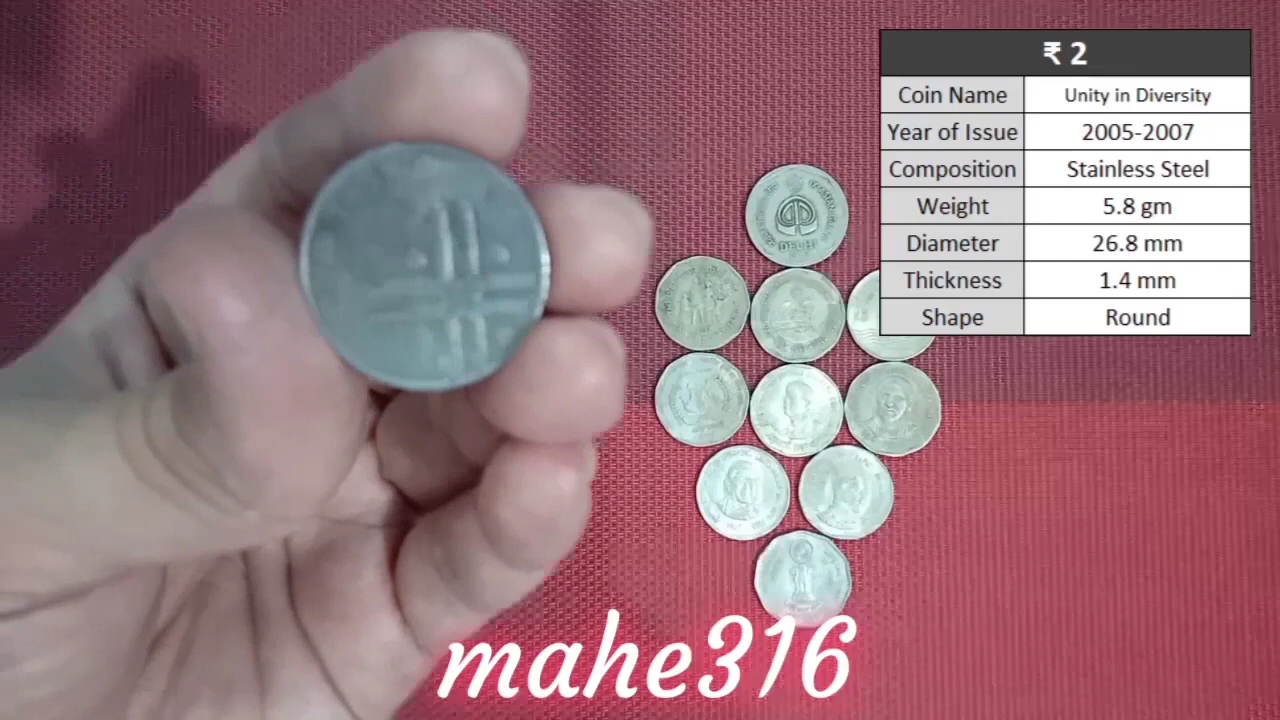 ₹ 2
Coin Name Unity in Diversity
Year of Issue 2005-2007
Composition Stainless Steel
Weight 5.8 gm
Diameter 26.8 mm
Thickness 1.4 mm
Shape Round
DELHI
mahe316